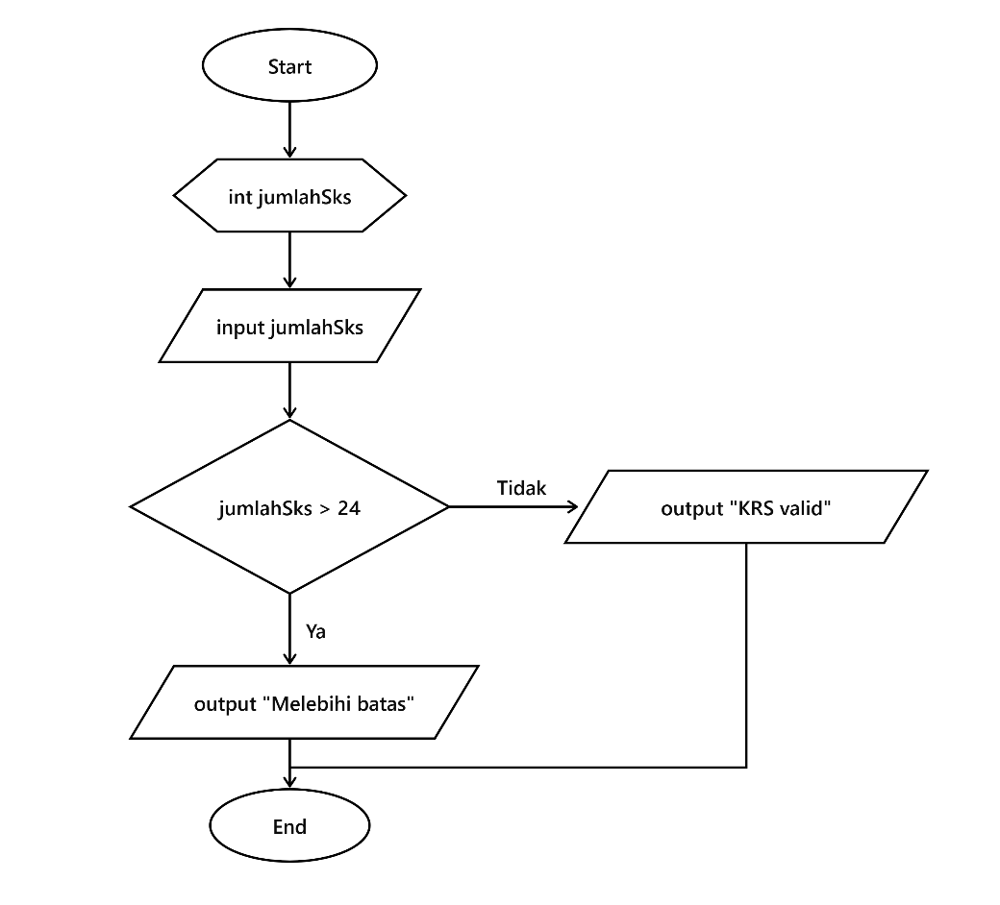 Start
int jumlahSks
input jumlahSks
jumlahSks > 24
Tidak
output "KRS valid"
Ya
output "Melebihi batas"
End